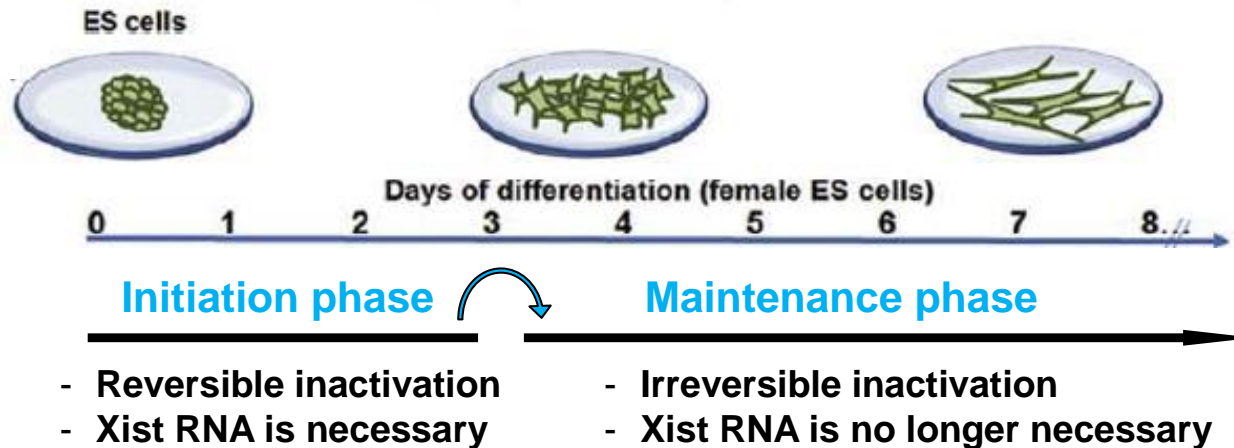 ES cells
Days of differentiation (female ES cells)
0 1 2 3 4 5 6 7 8...
Initiation phase Maintenance phase
- Reversible inactivation - Irreversible inactivation
- Xist RNA is necessary - Xist RNA is no longer necessary